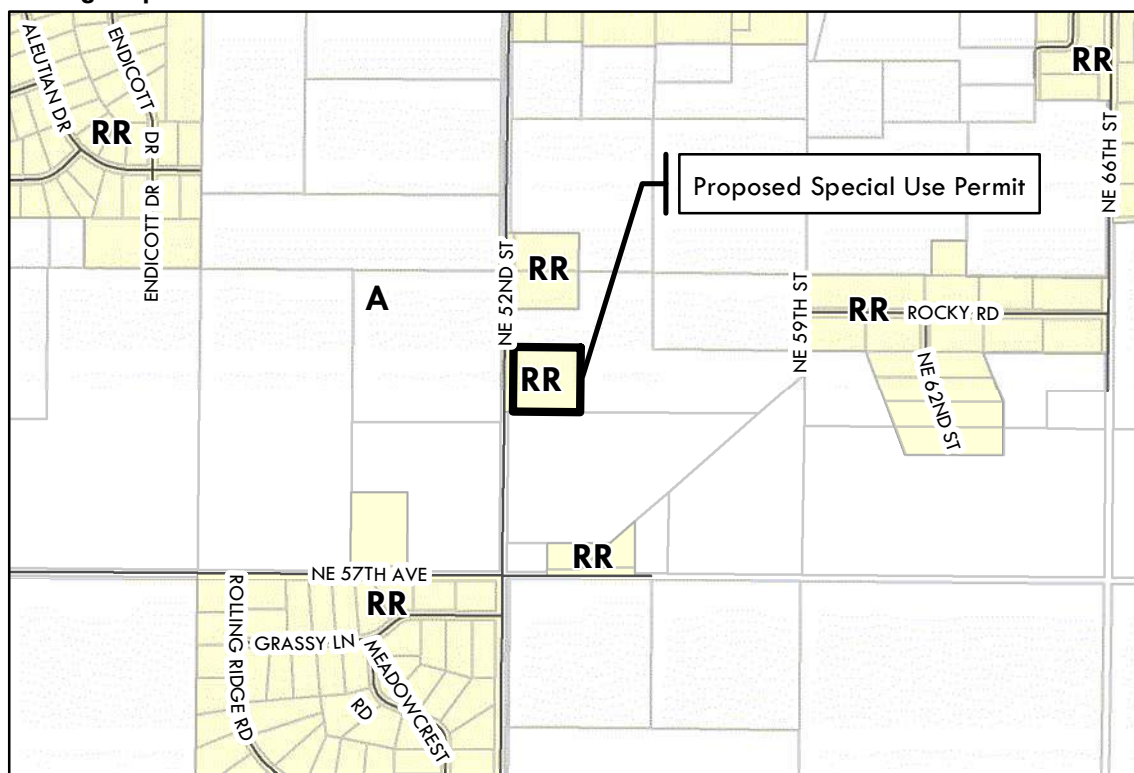 ALEUTIAN DR
ENDICOTT DR
RR
ENDICOTT DR
RR
NE 66TH ST
Proposed Special Use Permit
NE 52ND ST
RR
A
NE 59TH ST
RR
ROCKY RD
RR
NE 62ND ST
NE 57TH AVE
RR
RR
ROLLING RIDGE RD
GRASSY LN
MEADOWCREST
RD